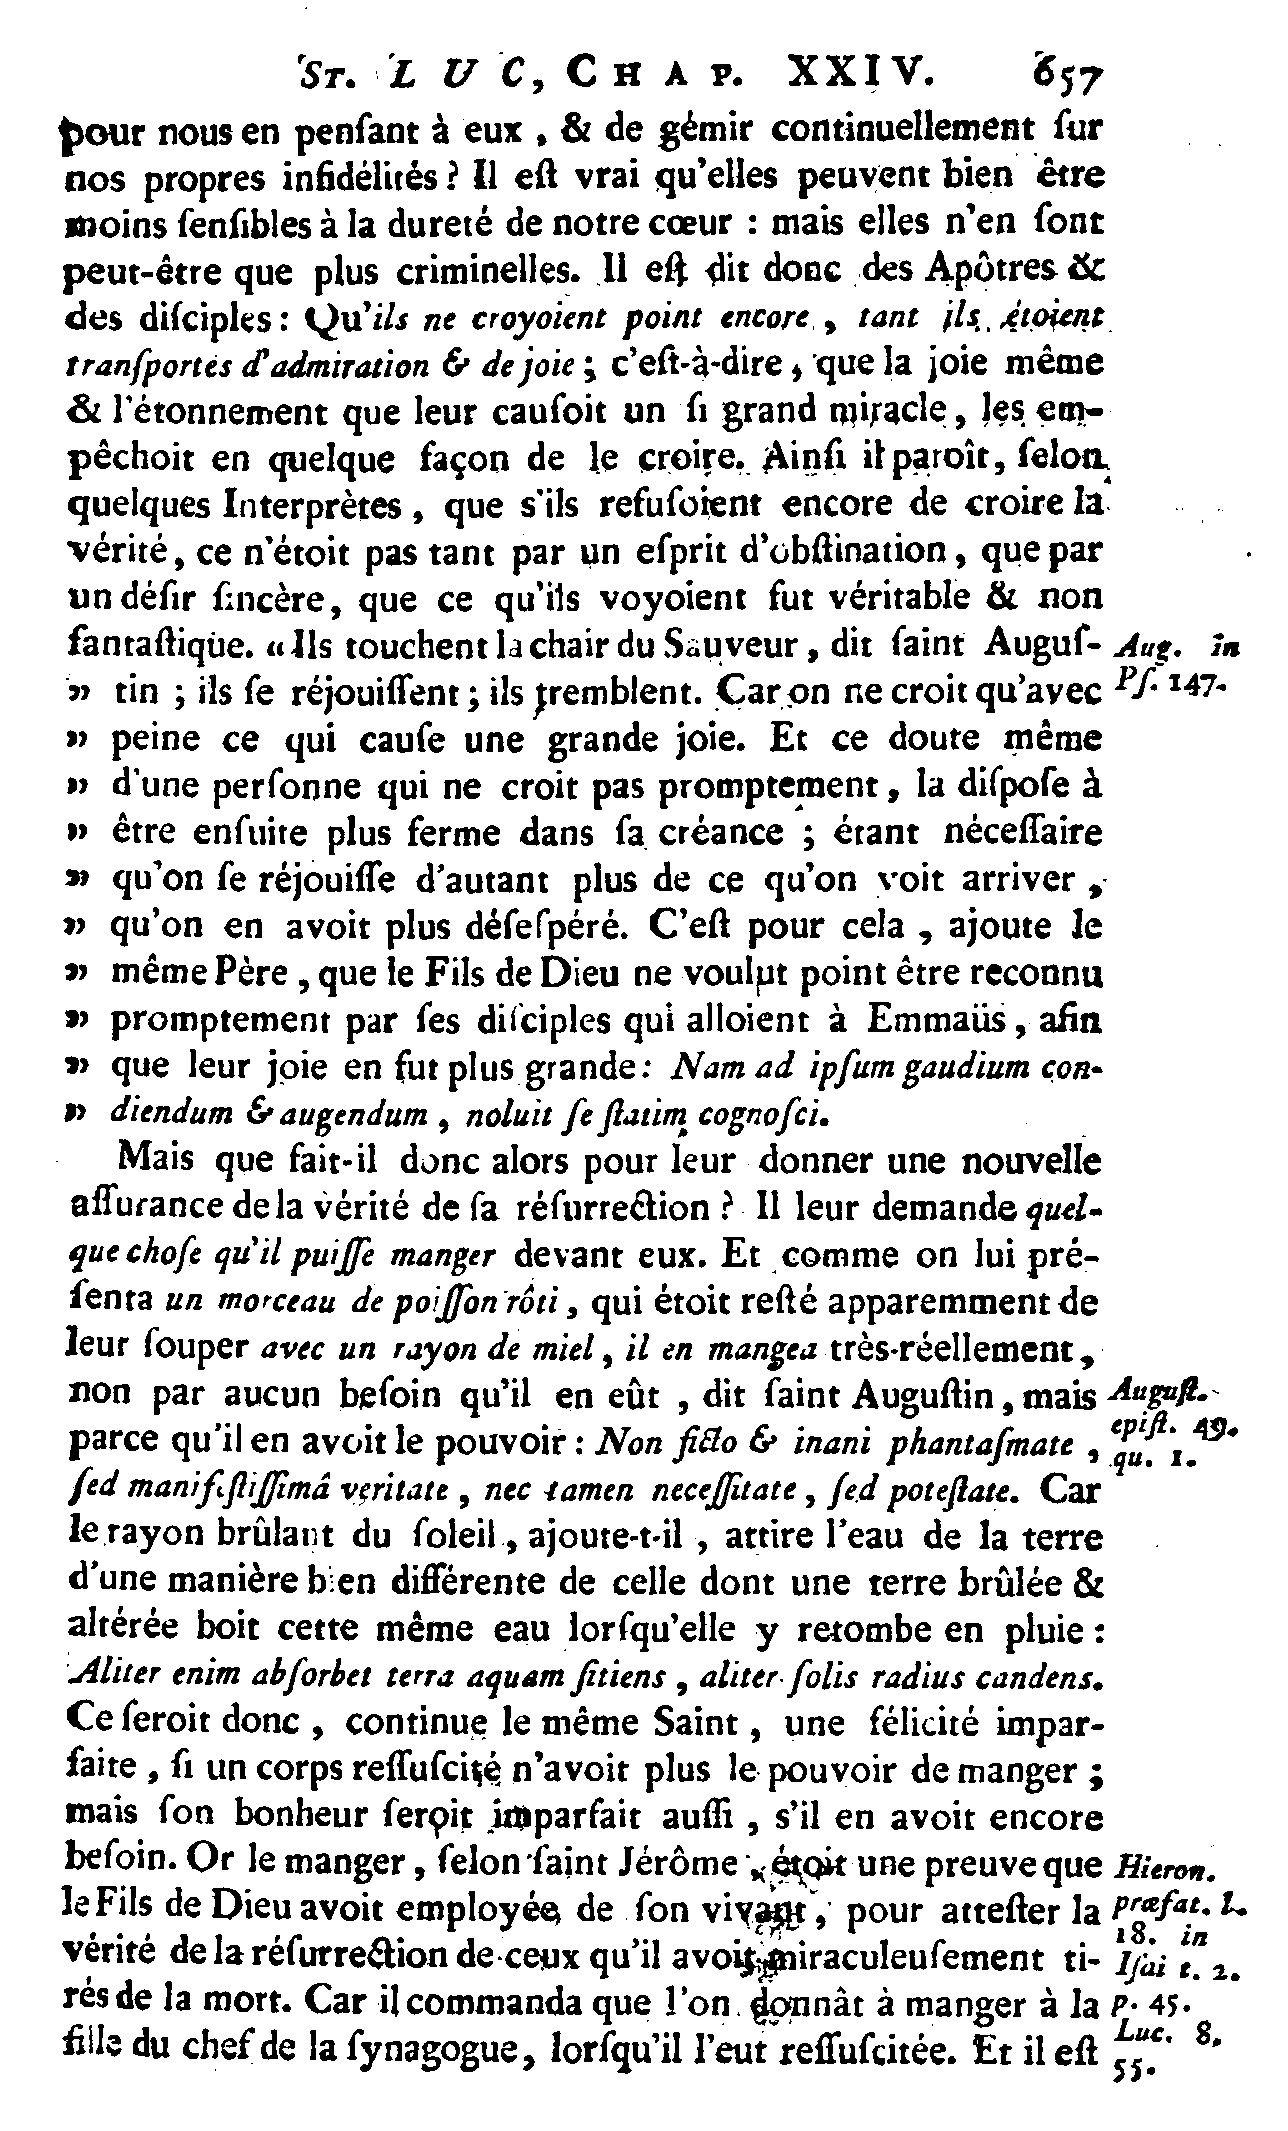 ST. LUC, CHAP. XXIV. 657
pour nous en penſant à eux, & de gémir continuellement ſur
nos propres infidélités ? Il eſt vrai qu'elles peuvent bien être
moins ſenſibles à la dureté de notre cœur : mais elles n'en ſont
peut-être que plus criminelles. Il eſt dit donc des Apôtres &
des diſciples : Qu'ils ne croyoient point encore, tant ils étoient
tranſportés d'admiration & de joie ; c'eſt-à-dire, que la joie même
& l'étonnement que leur cauſoit un ſi grand miracle, les em-
pêchoit en quelque façon de le croire. Ainſi il paroît, ſelon
quelques Interprètes, que s'ils refuſoient encore de croire la
vérité, ce n'étoit pas tant par un eſprit d'obſtination, que par
un déſir ſincère, que ce qu'ils voyoient fut véritable & non
fantaſtique. « Ils touchent la chair du Sauveur, dit ſaint Auguſ- Aug. in
» tin ; ils ſe réjouiſſent ; ils tremblent. Car on ne croit qu'avec Pſ. 147.
» peine ce qui cauſe une grande joie. Et ce doute même
» d'une perſonne qui ne croit pas promptement, la diſpoſe à
» être enſuite plus ferme dans ſa créance ; étant néceſſaire
» qu'on ſe réjouiſſe d'autant plus de ce qu'on voit arriver,
» qu'on en avoit plus déſeſpéré. C'eſt pour cela, ajoute le
» même Père, que le Fils de Dieu ne voulut point être reconnu
» promptement par ſes diſciples qui alloient à Emmaüs, afin
» que leur joie en fut plus grande : Nam ad ipſum gaudium con-
» diendum & augendum, noluit ſe ſtatim cognoſci.
Mais que fait-il donc alors pour leur donner une nouvelle
aſſurance de la vérité de ſa réſurrection ? Il leur demande quel-
que choſe qu'il puiſſe manger devant eux. Et comme on lui pré-
ſenta un morceau de poiſſon rôti, qui étoit reſté apparemment de
leur ſouper avec un rayon de miel, il en mangea très-réellement,
non par aucun beſoin qu'il en eût, dit ſaint Auguſtin, mais Auguſt.
parce qu'il en avoit le pouvoir : Non ficto & inani phantaſmate, epiſt. 49.
qu. 1.
ſed manifeſtiſſimâ veritate, nec tamen neceſſitate, ſed poteſtate. Car
le rayon brûlant du ſoleil, ajoute-t-il, attire l'eau de la terre
d'une manière bien différente de celle dont une terre brûlée &
altérée boit cette même eau lorſqu'elle y retombe en pluie :
Aliter enim abſorbet terra aquam ſitiens, aliter ſolis radius candens.
Ce ſeroit donc, continue le même Saint, une félicité impar-
faite, ſi un corps reſſuſcité n'avoit plus le pouvoir de manger ;
mais ſon bonheur ſeroit imparfait auſſi, s'il en avoit encore
beſoin. Or le manger, ſelon ſaint Jérôme, étoit une preuve que Hieron.
le Fils de Dieu avoit employée de ſon vivant, pour atteſter la præfat. L.
18. in
vérité de la réſurrection de ceux qu'il avoit miraculeuſement ti- Iſai t. 2.
rés de la mort. Car il commanda que l'on donnât à manger à la p. 45.
fille du chef de la ſynagogue, lorſqu'il l'eut reſſuſcitée. Et il eſt Luc. 8.
55.